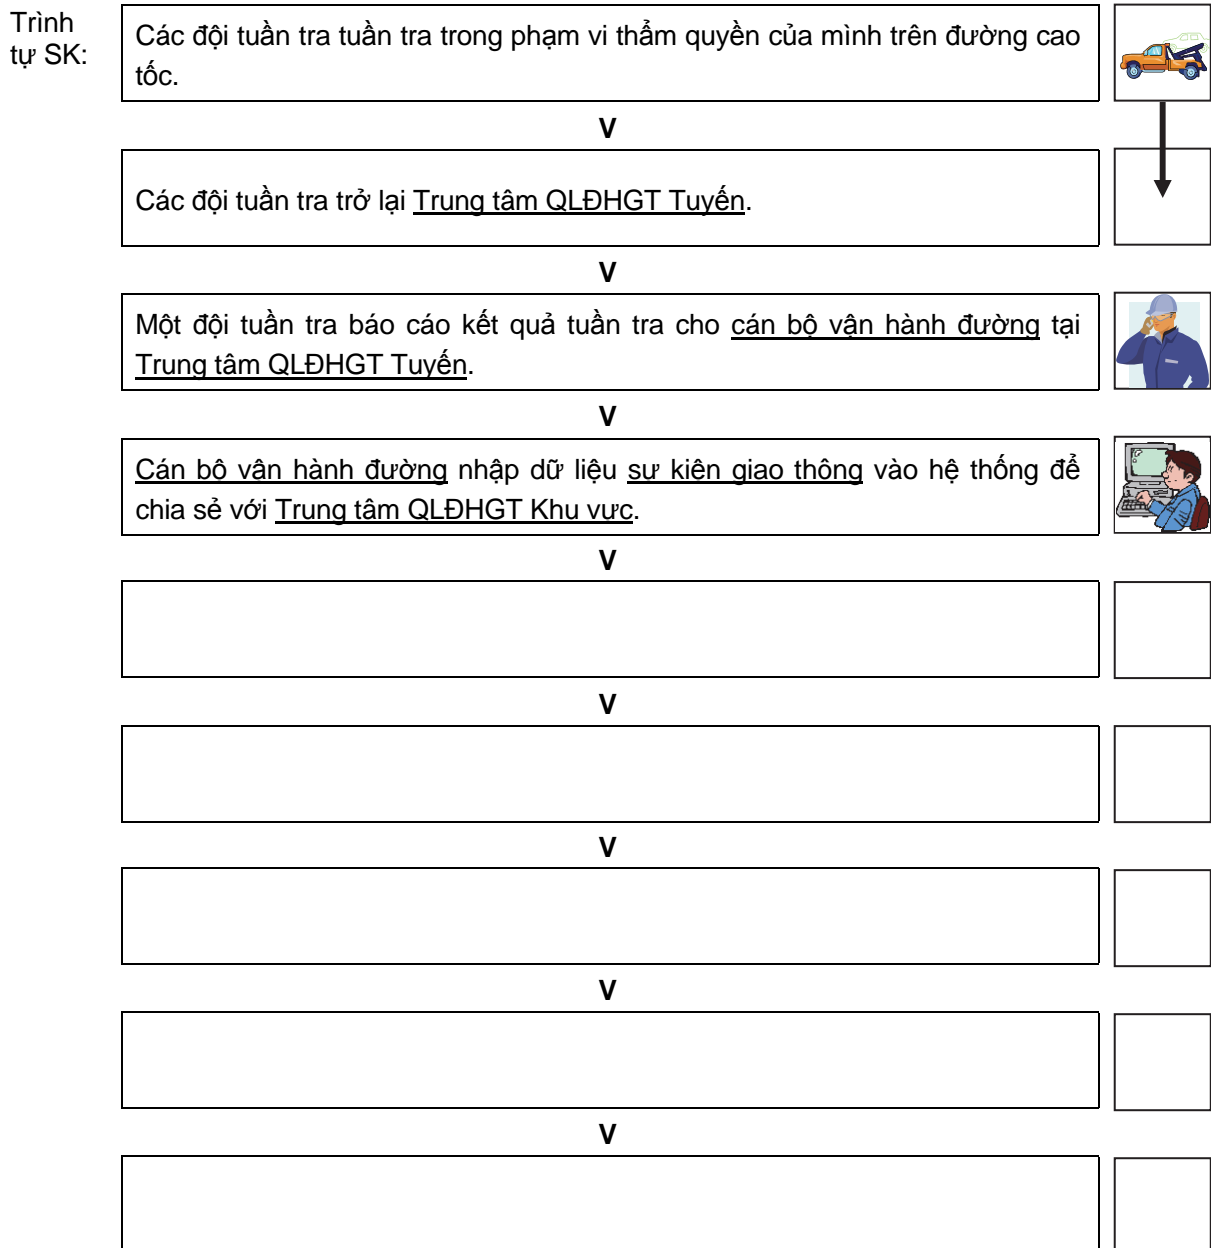 Trình
tự SK:
Các đội tuần tra tuần tra trong phạm vi thẩm quyền của mình trên đường cao
tốc.
V
Các đội tuần tra trở lại Trung tâm QLĐHGT Tuyến.
V
Một đội tuần tra báo cáo kết quả tuần tra cho cán bộ vận hành đường tại
Trung tâm QLĐHGT Tuyến.
V
Cán bộ vận hành đường nhập dữ liệu sự kiện giao thông vào hệ thống để
chia sẻ với Trung tâm QLĐHGT Khu vực.
V
V
V
V
V